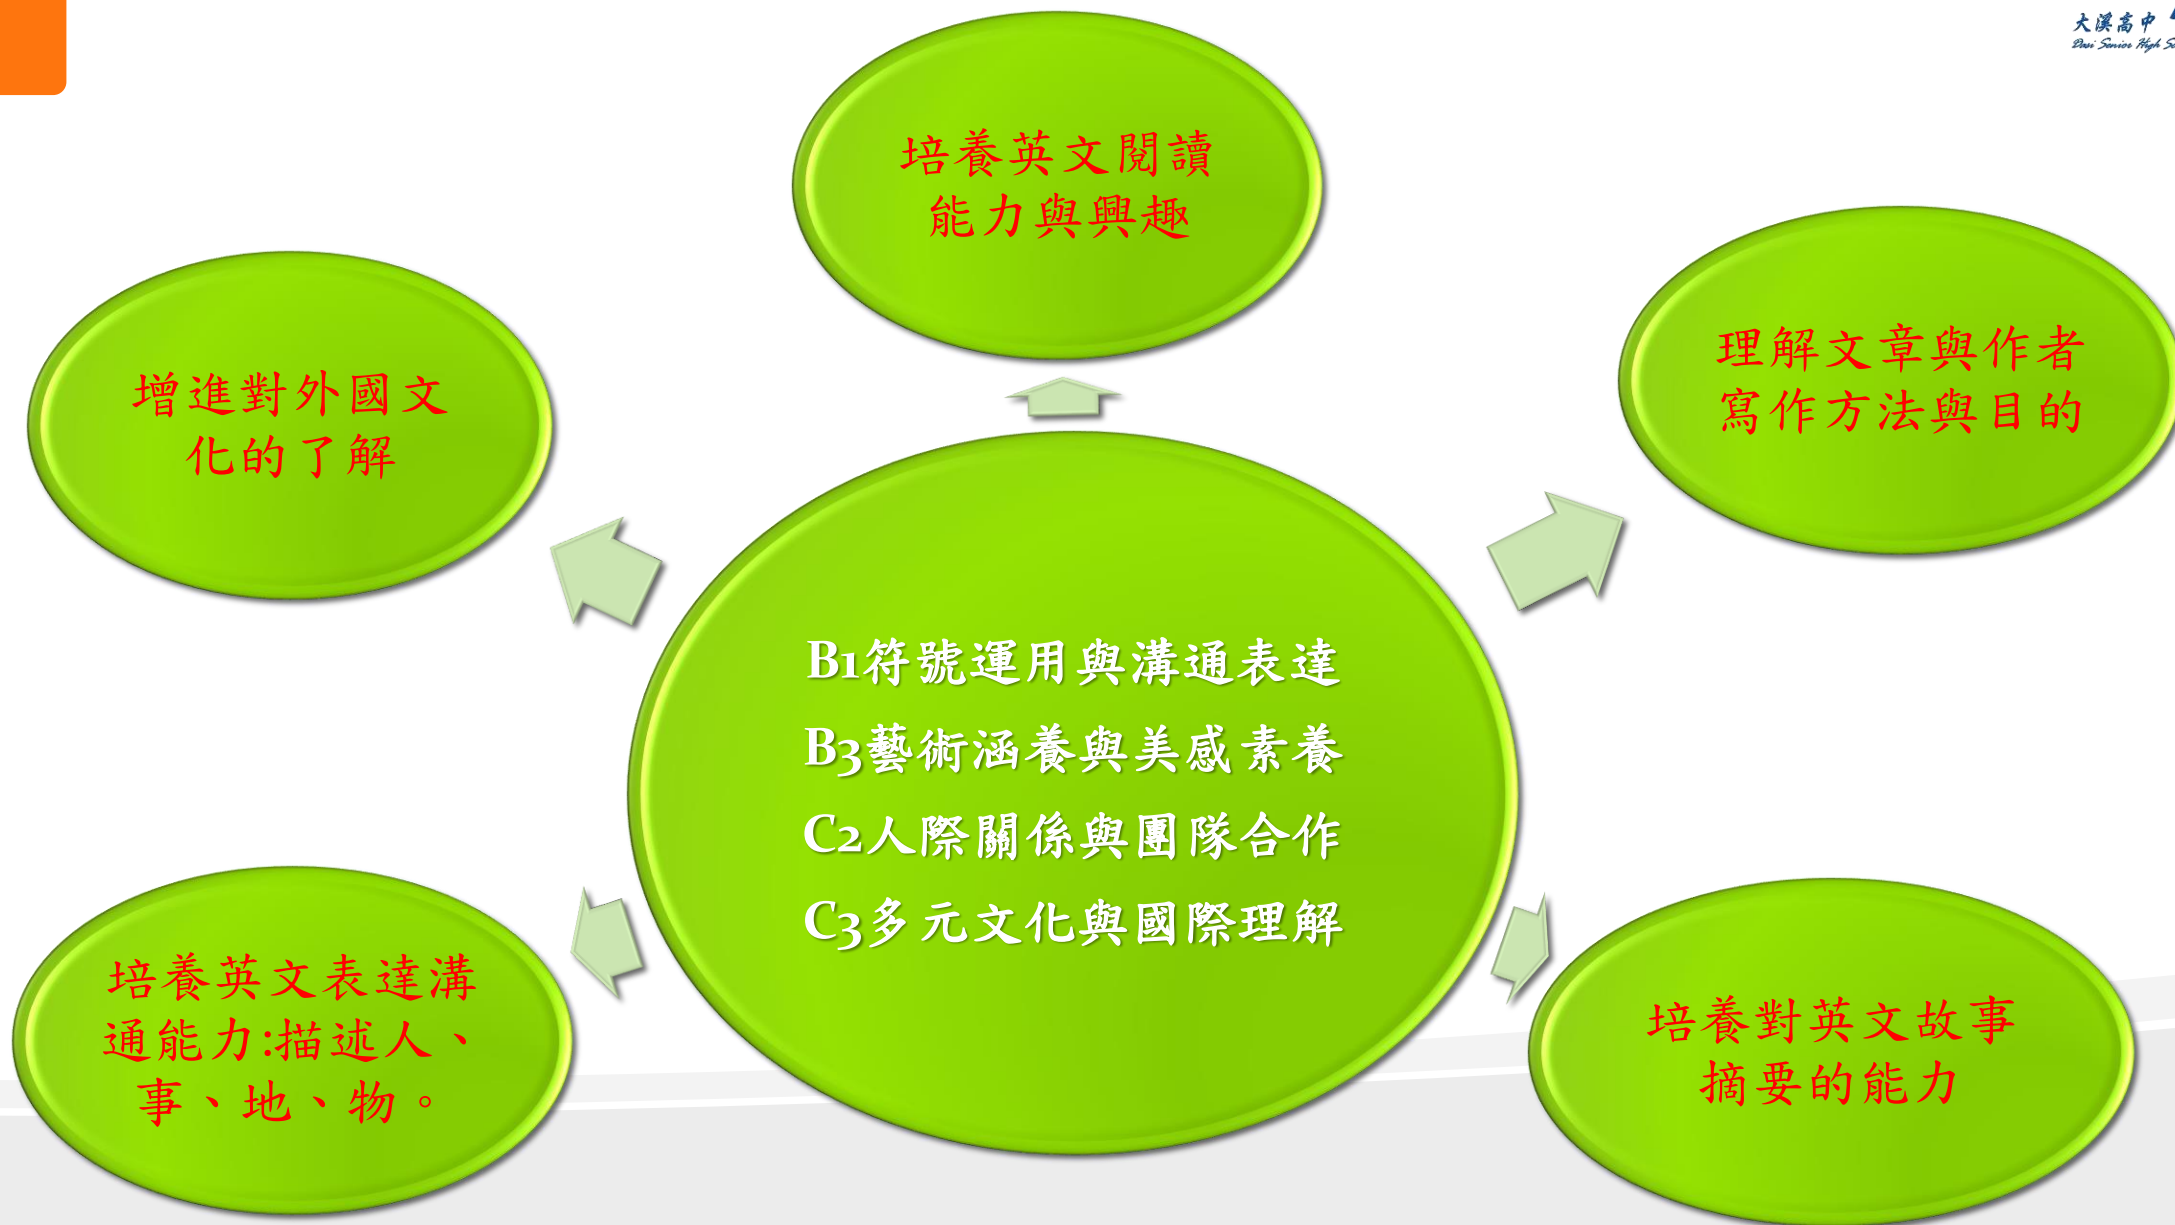 大溪高中
Dasi Senior High
培養英文閱讀
能力與興趣
增進對外國文
化的了解
理解文章與作者
寫作方法與目的
B1符號運用與溝通表達
B3藝術涵養與美感素養
C2人際關係與團隊合作
C3多元文化與國際理解
培養英文表達溝
通能力:描述人、
事、地、物。
培養對英文故事
摘要的能力